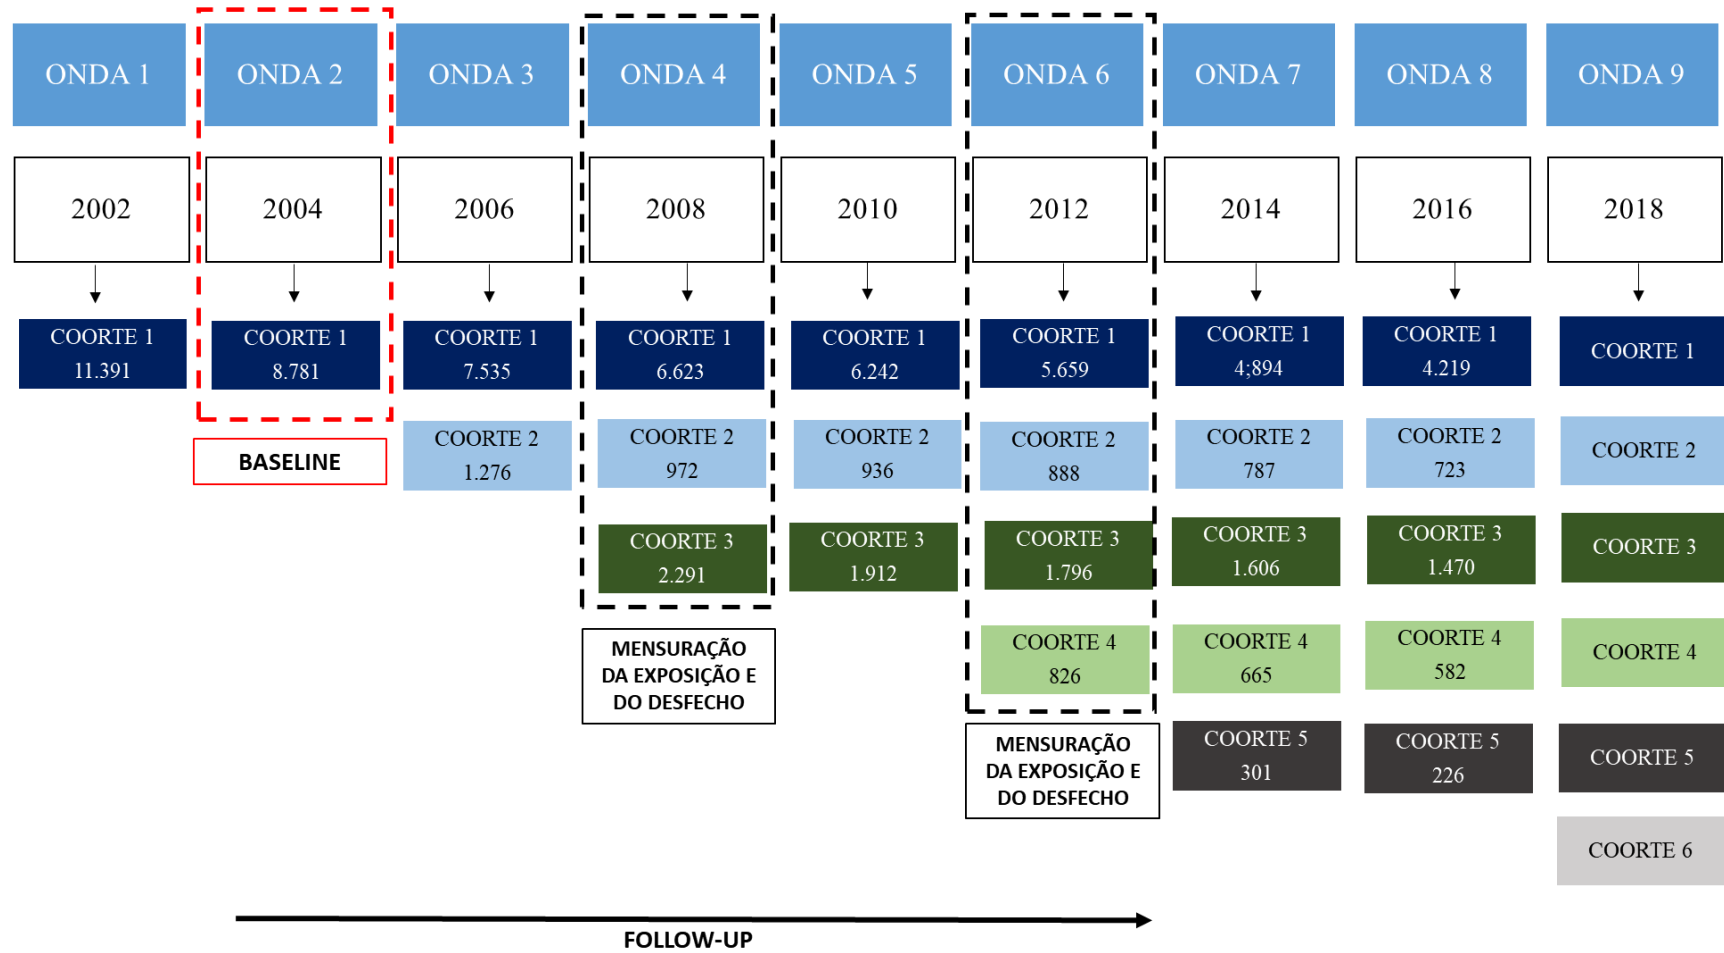 ONDA 1
ONDA 2
ONDA 3
ONDA 4
ONDA 5
ONDA 6
ONDA 7
ONDA 8
ONDA 9
2002
2004
2006
2008
2010
2012
2014
2016
2018
COORTE 1
11.391
COORTE 1
8.781
COORTE 1
7.535
COORTE 1
6.623
COORTE 1
6.242
COORTE 1
5.659
COORTE 1
4;894
COORTE 1
4.219
COORTE 1
BASELINE
COORTE 2
1.276
COORTE 2
972
COORTE 2
936
COORTE 2
888
COORTE 2
787
COORTE 2
723
COORTE 2
COORTE 3
2.291
COORTE 3
1.912
COORTE 3
1.796
COORTE 3
1.606
COORTE 3
1.470
COORTE 3
MENSURAÇÃO
DA EXPOSIÇÃO E
DO DESFECHO
COORTE 4
826
COORTE 4
665
COORTE 4
582
COORTE 4
MENSURAÇÃO
DA EXPOSIÇÃO E
DO DESFECHO
COORTE 5
301
COORTE 5
226
COORTE 5
COORTE 6
FOLLOW-UP